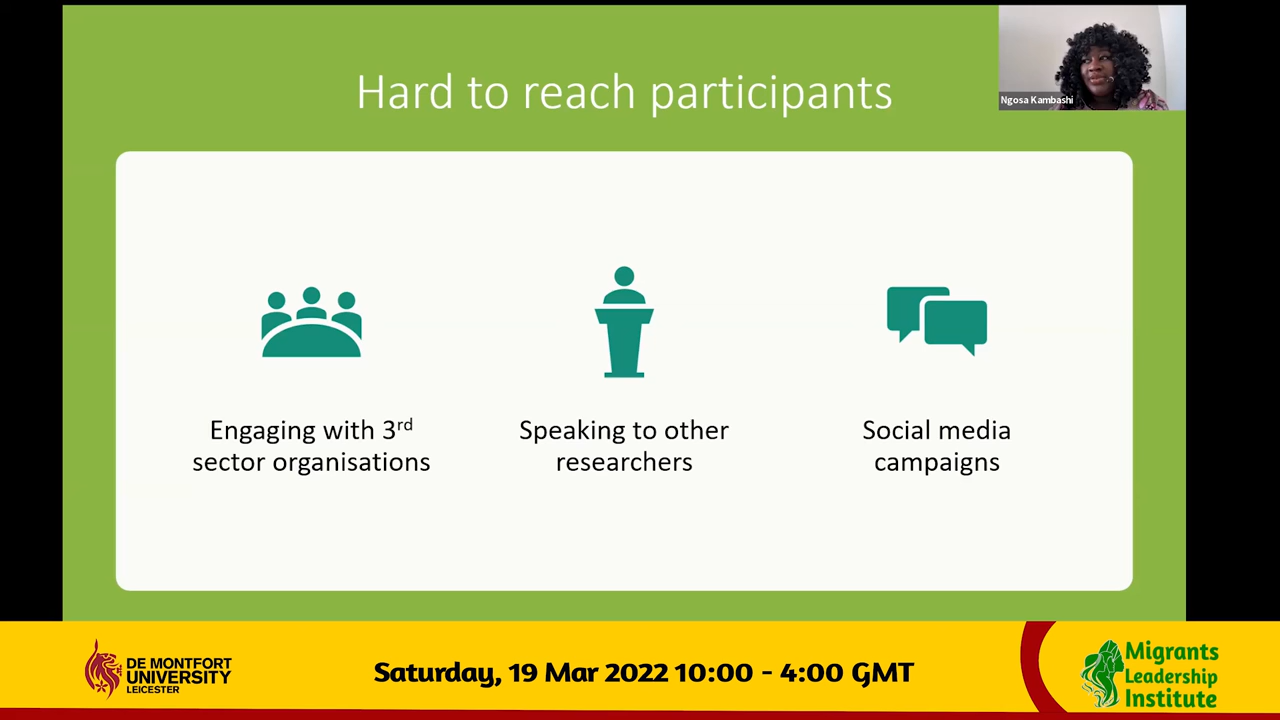 Hard to reach participants
Ngosa Kambashi
Engaging with 3rd
sector organisations
Speaking to other
researchers
Social media
campaigns
DE MONTFORT
UNIVERSITY
LEICESTER
Saturday, 19 Mar 2022 10:00 - 4:00 GMT
Migrants
Leadership
Institute